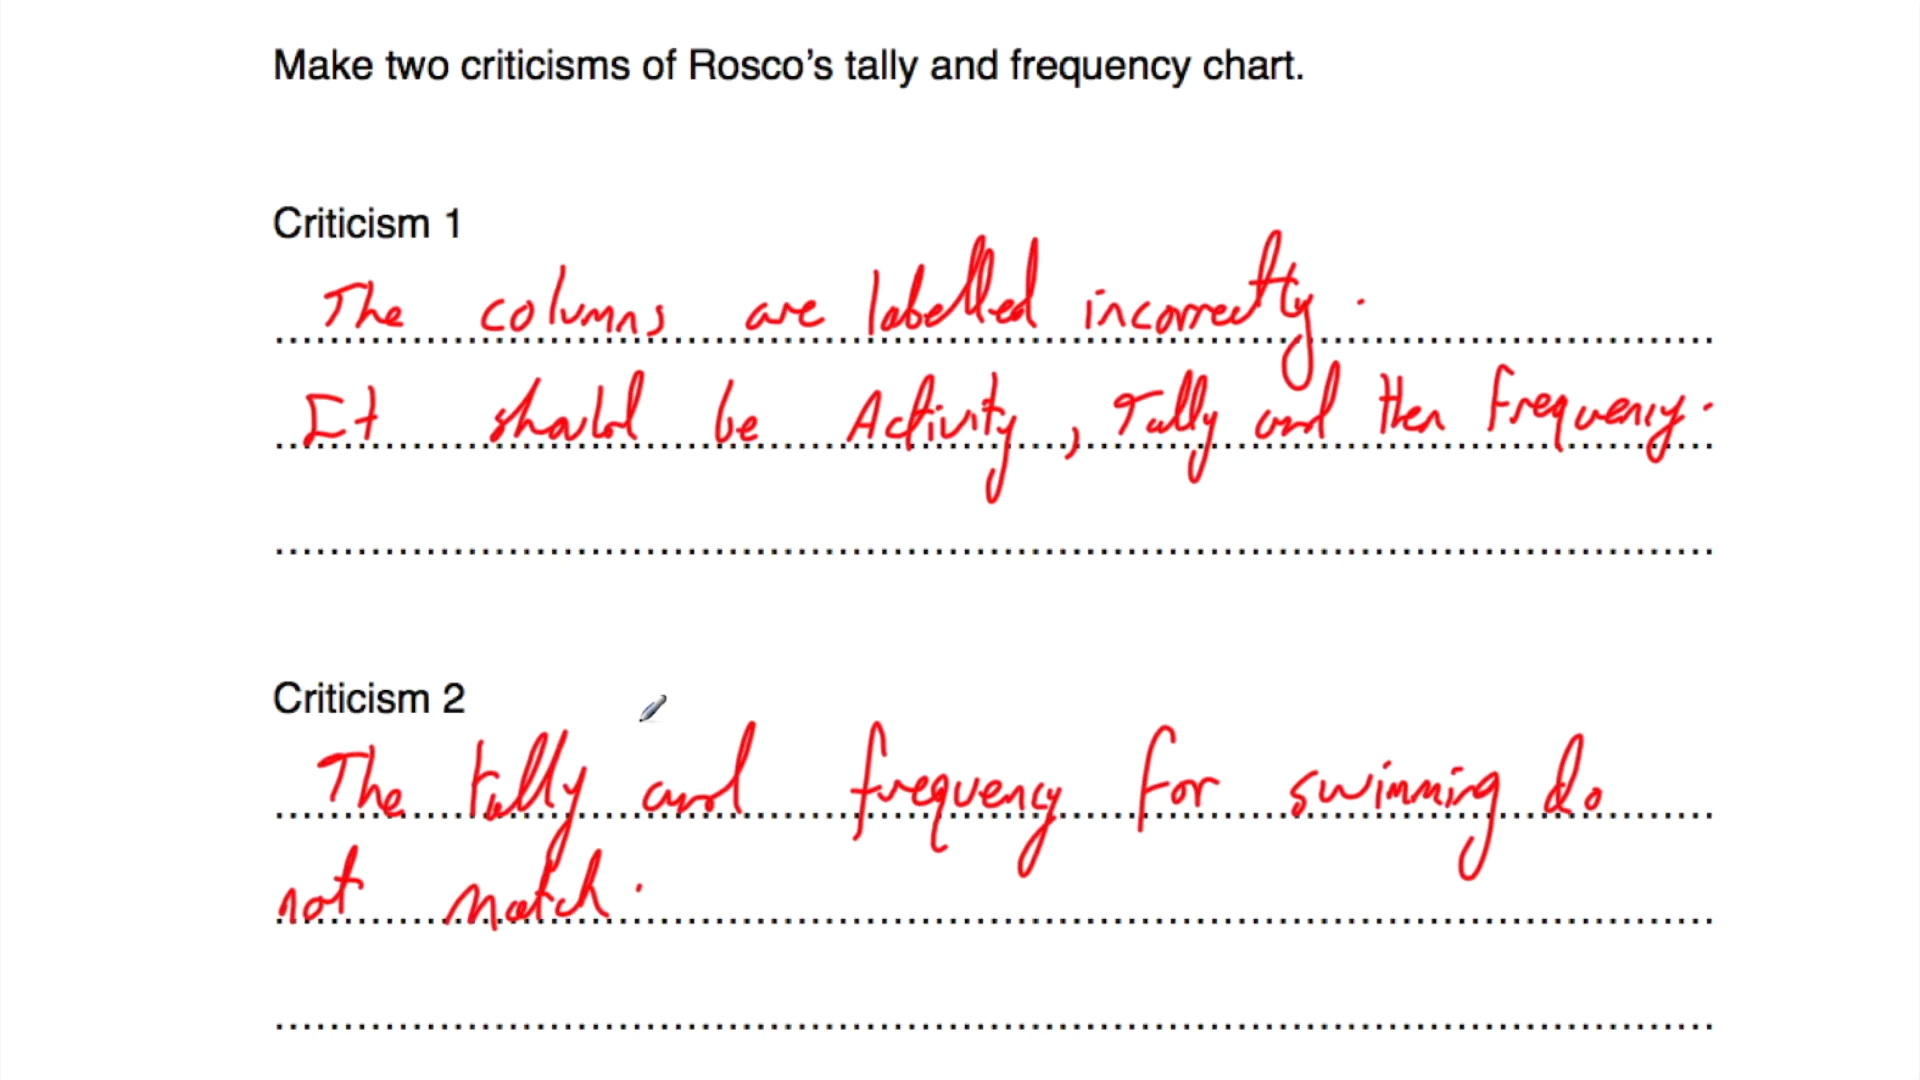 Make two criticisms of Rosco's tally and frequency chart.
Criticism 1
The columns are labelled incorrectly.
It should be Activity, Tally and then frequency.
Criticism 2
The tally and frequency for swimming do
not match.